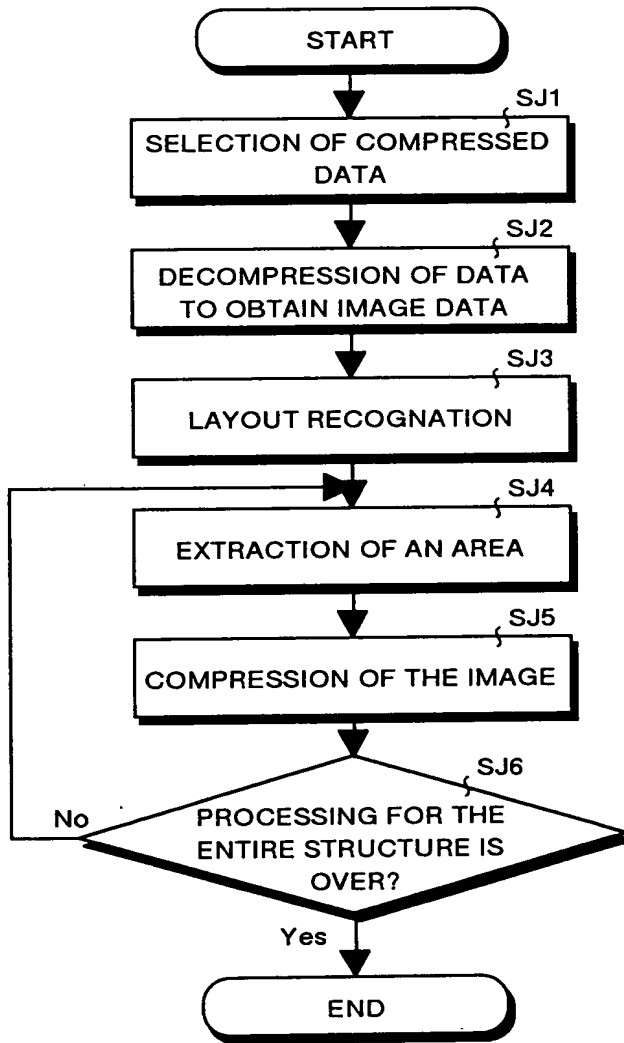 START
SJ1
SELECTION OF COMPRESSED
DATA
SJ2
DECOMPRESSION OF DATA
TO OBTAIN IMAGE DATA
SJ3
LAYOUT RECOGNATION
SJ4
EXTRACTION OF AN AREA
SJ5
COMPRESSION OF THE IMAGE
SJ6
No
PROCESSING FOR THE
ENTIRE STRUCTURE IS
OVER?
Yes
END